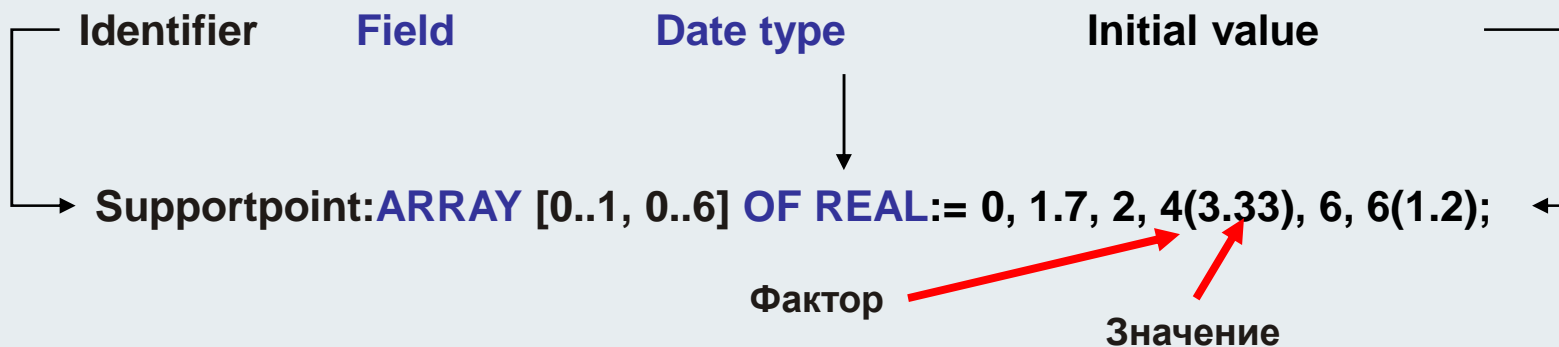 Identifier Field Date type Initial value
Supportpoint:ARRAY [0..1, 0..6] OF REAL:= 0, 1.7, 2, 4(3.33), 6, 6(1.2);
Фактор
Значение